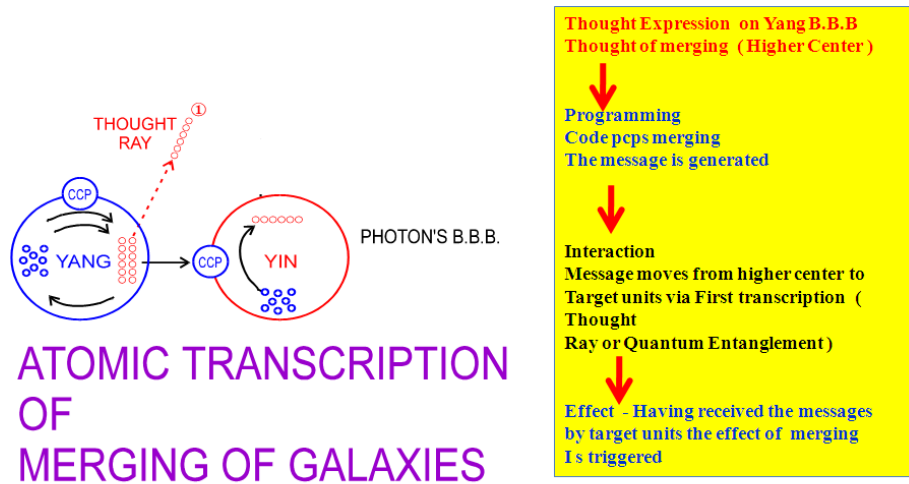 THOUGHT
RAY
①
CCP
YANG
CCP
YIN
PHOTON'S B.B.B.
ATOMIC TRANSCRIPTION
OF
MERGING OF GALAXIES
Thought Expression on Yang B.B.B
Thought of merging ( Higher Center )
Programming
Code pcps merging
The message is generated
Interaction
Message moves from higher center to
Target units via First transcription (
Thought
Ray or Quantum Entanglement )
Effect - Having received the messages
by target units the effect of merging
I s triggered